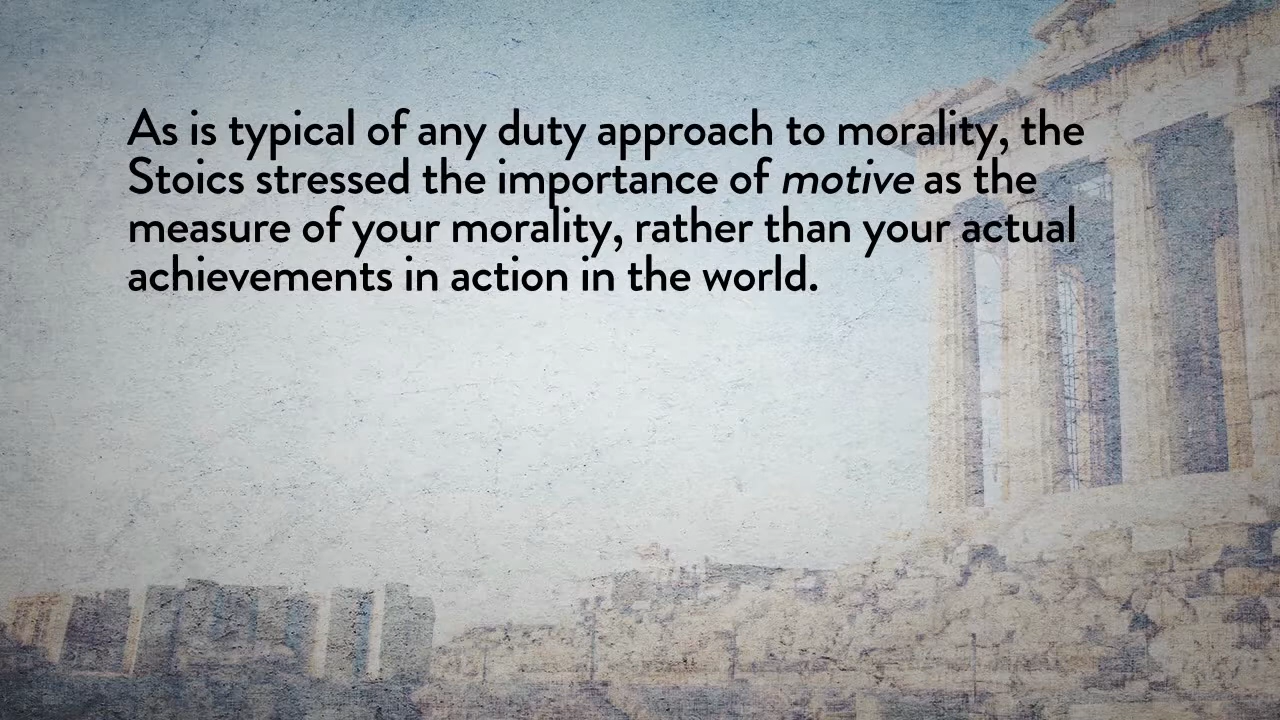 As is typical of any duty approach to morality, the
Stoics stressed the importance of motive as the
measure of your morality, rather than your actual
achievements in action in the world.